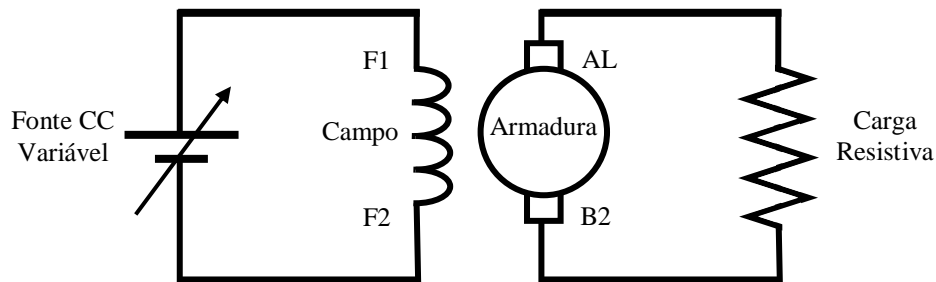 F1
AL
Fonte CC
Variável
Campo
Armadura
Carga
Resistiva
F2
B2